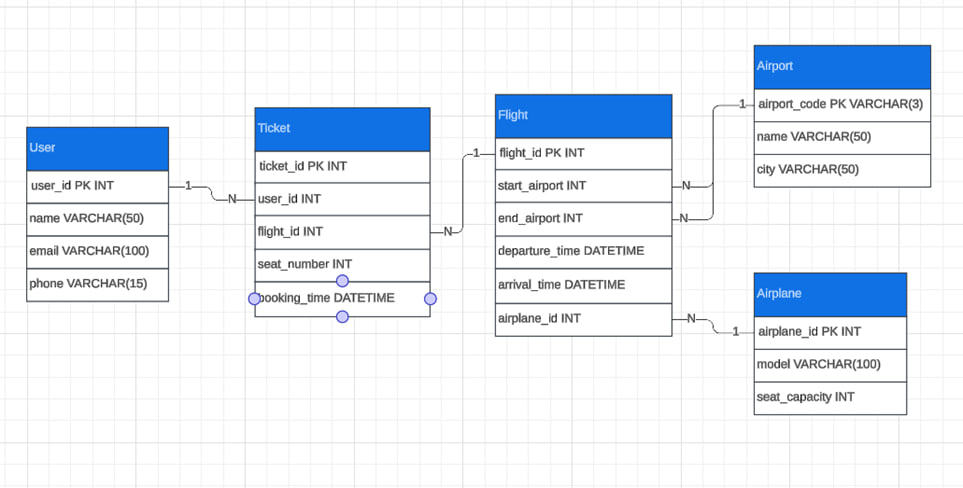 User
user_id PK INT
name VARCHAR(50)
email VARCHAR(100)
phone VARCHAR(15)
1
N
Ticket
ticket_id PK INT
user_id INT
flight_id INT
seat_number INT
booking_time DATETIME
N
1
Flight
flight_id PK INT
start_airport INT
end_airport INT
departure_time DATETIME
arrival_time DATETIME
airplane_id INT
N
N
1
N
1
Airport
airport_code PK VARCHAR(3)
name VARCHAR(50)
city VARCHAR(50)
Airplane
airplane_id PK INT
model VARCHAR(100)
seat_capacity INT